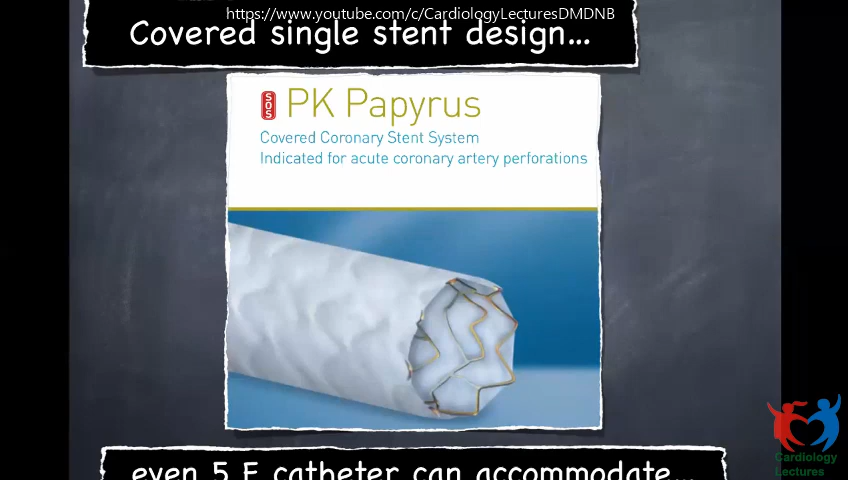 https://www.youtube.com/c/CardiologyLecturesDMDNB
Covered single stent design...
SOS
PK Papyrus
Covered Coronary Stent System
Indicated for acute coronary artery perforations
even 5 F catheter can accommodate...
Cardiology
Lectures